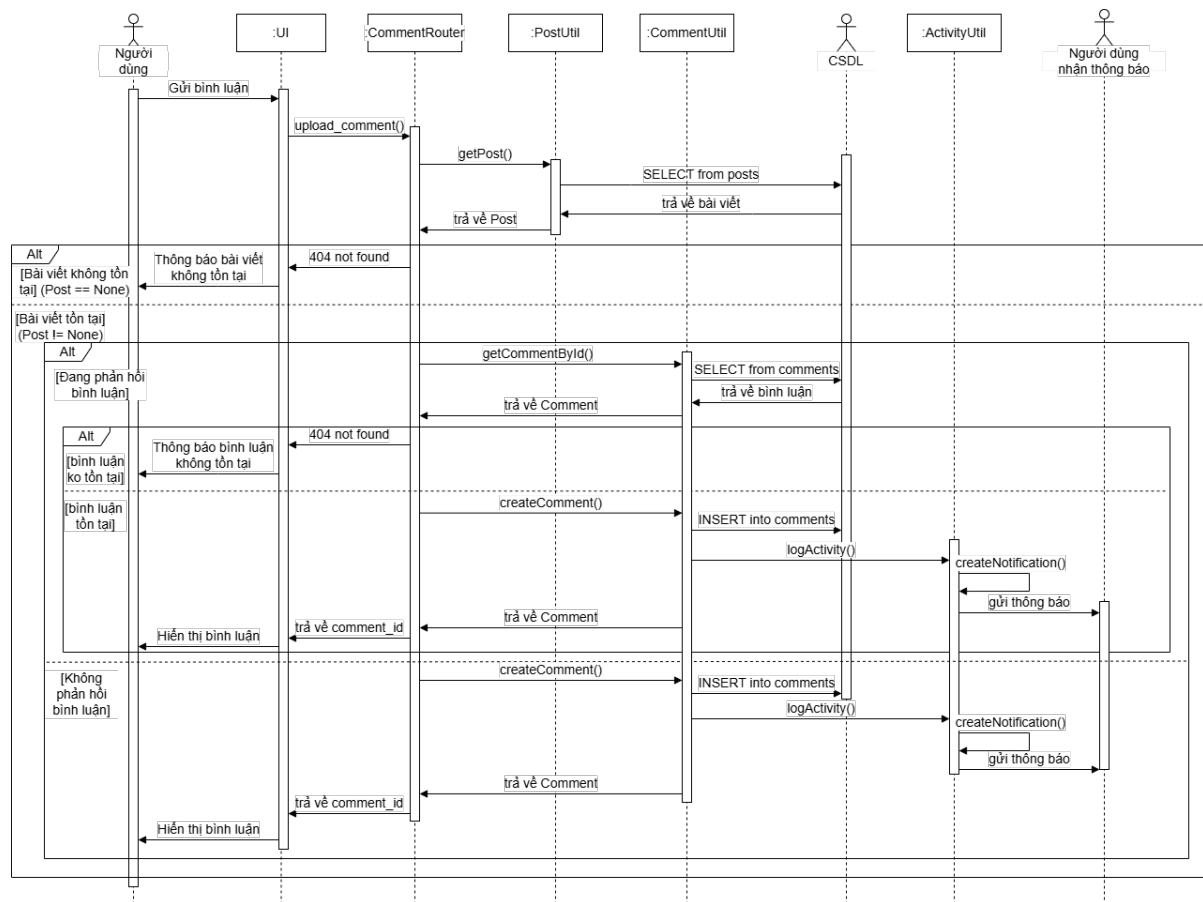 Người
dùng
:UI
:CommentRouter
:PostUtil
:CommentUtil
CSDL
:ActivityUtil
Người dùng
nhận thông báo
Gửi bình luận
upload_comment()
getPost()
SELECT from posts
trả về bài viết
trả về Post
Alt
[Bài viết không tồn
tại] (Post == None)
404 not found
Thông báo bài viết
không tồn tại
[Bài viết tồn tại]
(Post != None)
Alt
[Đang phản hồi
bình luận]
getCommentById()
SELECT from comments
trả về bình luận
trả về Comment
Alt
[bình luận
ko tồn tại]
404 not found
Thông báo bình luận
không tồn tại
[bình luận
tồn tại]
createComment()
INSERT into comments
logActivity()
createNotification()
gửi thông báo
trả về Comment
trả về comment_id
Hiển thị bình luận
[Không
phản hồi
bình luận]
createComment()
INSERT into comments
logActivity()
createNotification()
gửi thông báo
trả về Comment
trả về comment_id
Hiển thị bình luận